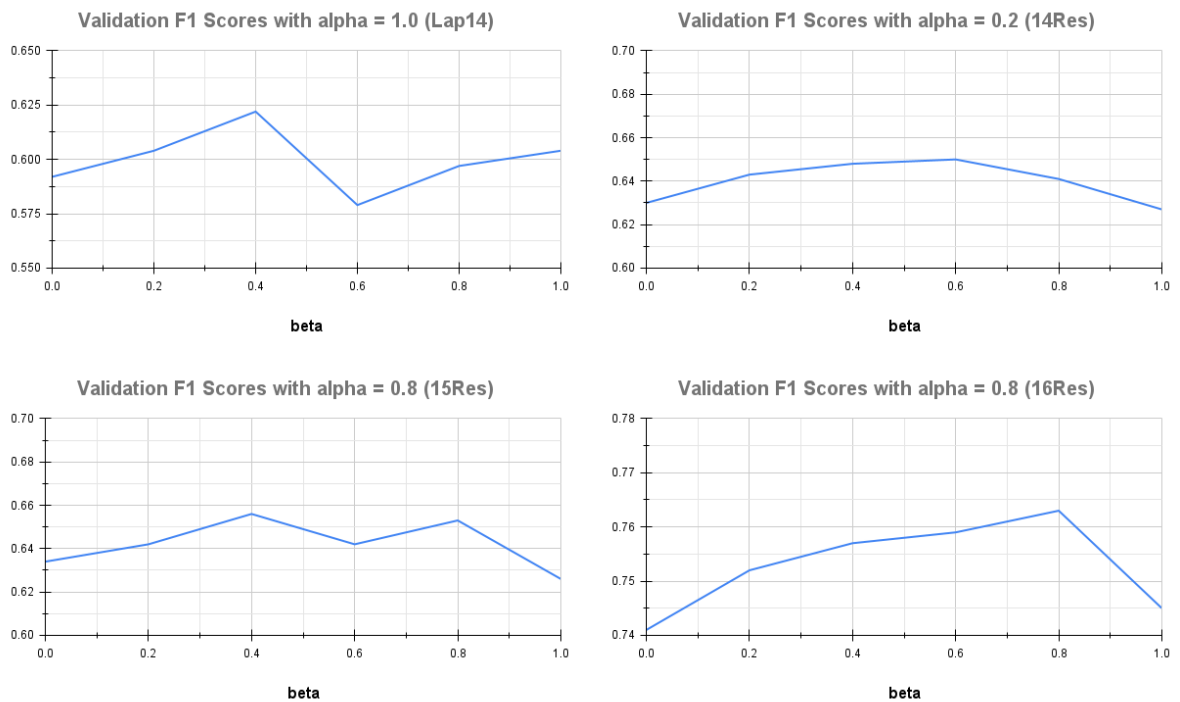 Validation F1 Scores with alpha = 1.0 (Lap14)
0.650
0.625
0.600
0.575
0.550
0.0 0.2 0.4 0.6 0.8 1.0
beta
Validation F1 Scores with alpha = 0.2 (14Res)
0.70
0.68
0.66
0.64
0.62
0.60
0.0 0.2 0.4 0.6 0.8 1.0
beta
Validation F1 Scores with alpha = 0.8 (15Res)
0.70
0.68
0.66
0.64
0.62
0.60
0.0 0.2 0.4 0.6 0.8 1.0
beta
Validation F1 Scores with alpha = 0.8 (16Res)
0.78
0.77
0.76
0.75
0.74
0.0 0.2 0.4 0.6 0.8 1.0
beta